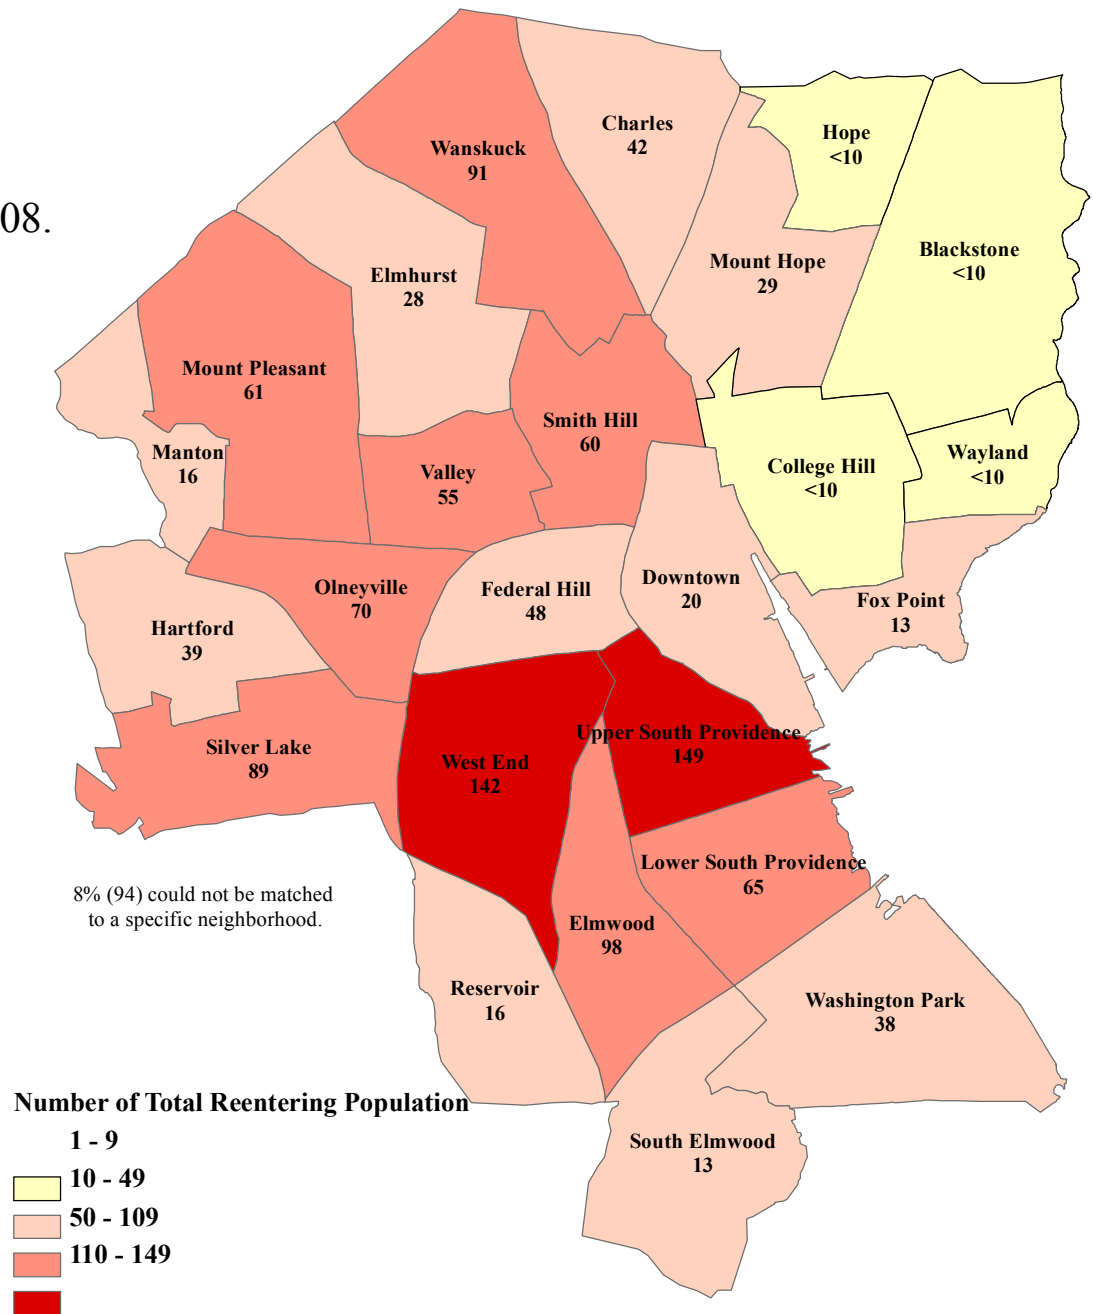 Charles
42
Hope
<10
Wanskuck
91
08.
Blackstone
<10
Mount Hope
29
Elmhurst
28
Mount Pleasant
61
Smith Hill
60
Manton
16
Valley
55
College Hill
<10
Wayland
<10
Downtown
20
Olneyville
70
Federal Hill
48
Fox Point
13
Hartford
39
Silver Lake
89
West End
142
Upper South Providence
149
Lower South Providence
65
8% (94) could not be matched
to a specific neighborhood.
Elmwood
98
Reservoir
16
Washington Park
38
South Elmwood
13
Number of Total Reentering Population
1 - 9
10 - 49
50 - 109
110 - 149